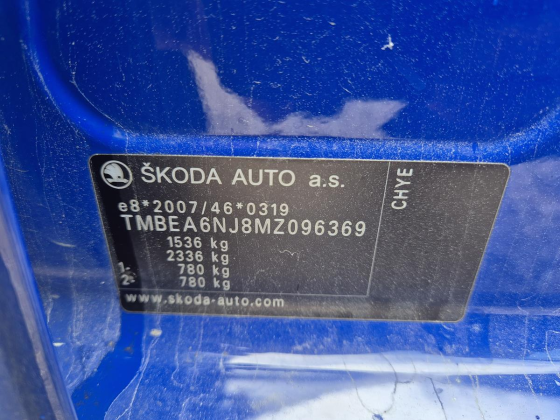 ŠKODA AUTO a.s.
e8*2007/46*0319
TMBEA6NJ8MZ096369
1536 kg
2336 kg
1- 780 kg
2- 780 kg
www.skoda-auto.com
CHYE